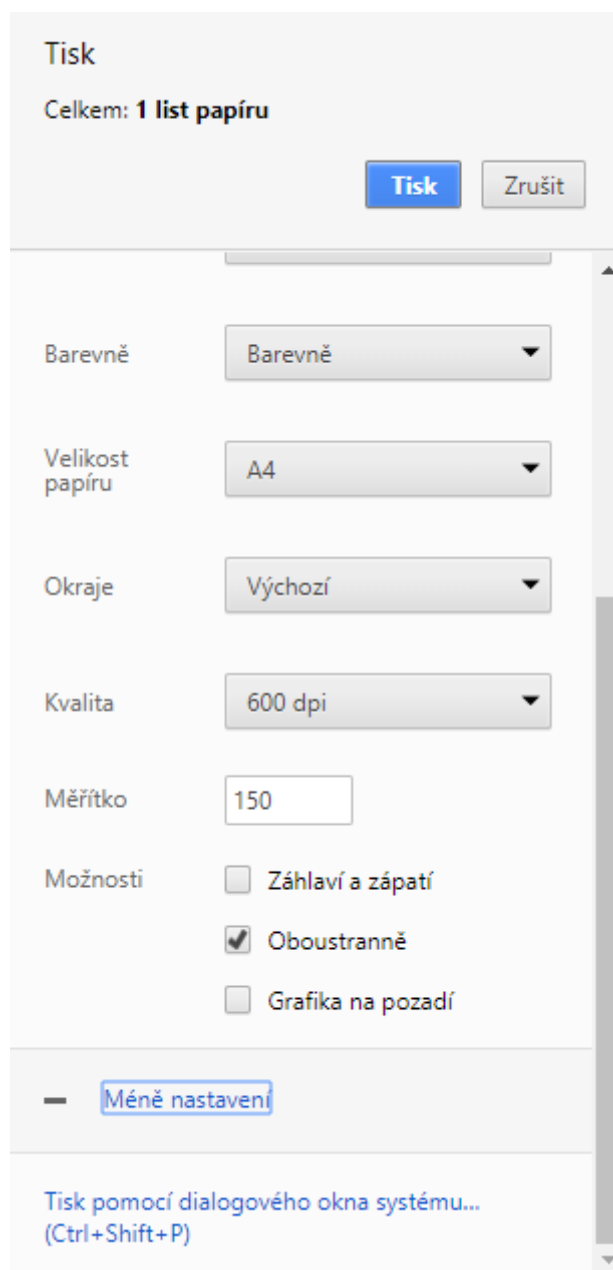 Tisk
Celkem: 1 list papíru
Tisk Zrušit
Barevně Barevně
Velikost
papíru A4
Okraje Výchozí
Kvalita 600 dpi
Měřítko 150
Možnosti Záhlaví a zápatí
Oboustranně
Grafika na pozadí
Méně nastavení
Tisk pomocí dialogového okna systému...
(Ctrl+Shift+P)